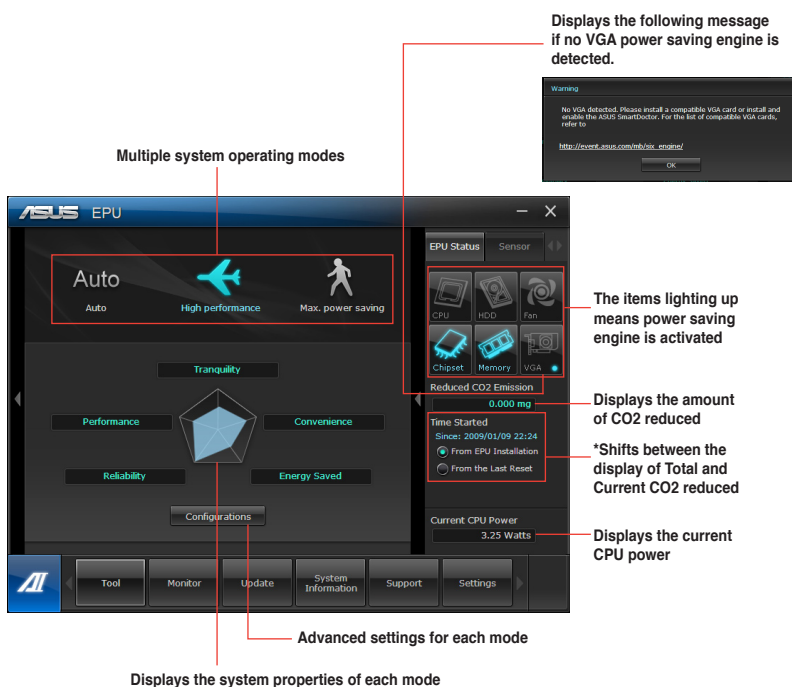 Displays the following message
if no VGA power saving engine is
detected.
Warning
No VGA detected. Please install a compatible VGA card or install and
enable the ASUS SmartDoctor. For the list of compatible VGA cards,
refer to
http://event.asus.com/mb/six_engine/
OK
Multiple system operating modes
ASUS EPU
EPU Status
Sensor
Auto
Auto
High performance
Max. power saving
CPU
HDD
Fan
Chipset
Memory
VGA
The items lighting up
means power saving
engine is activated
Tranquility
Performance
Convenience
Reliability
Energy Saved
Configurations
Reduced CO2 Emission
0.000 mg
Displays the amount
of CO2 reduced
Time Started
Since: 2009/01/09 22:24
From EPU Installation
From the Last Reset
*Shifts between the
display of Total and
Current CO2 reduced
Current CPU Power
3.25 Watts
Displays the current
CPU power
AI
Tool
Monitor
Update
System
Information
Support
Settings
Advanced settings for each mode
Displays the system properties of each mode